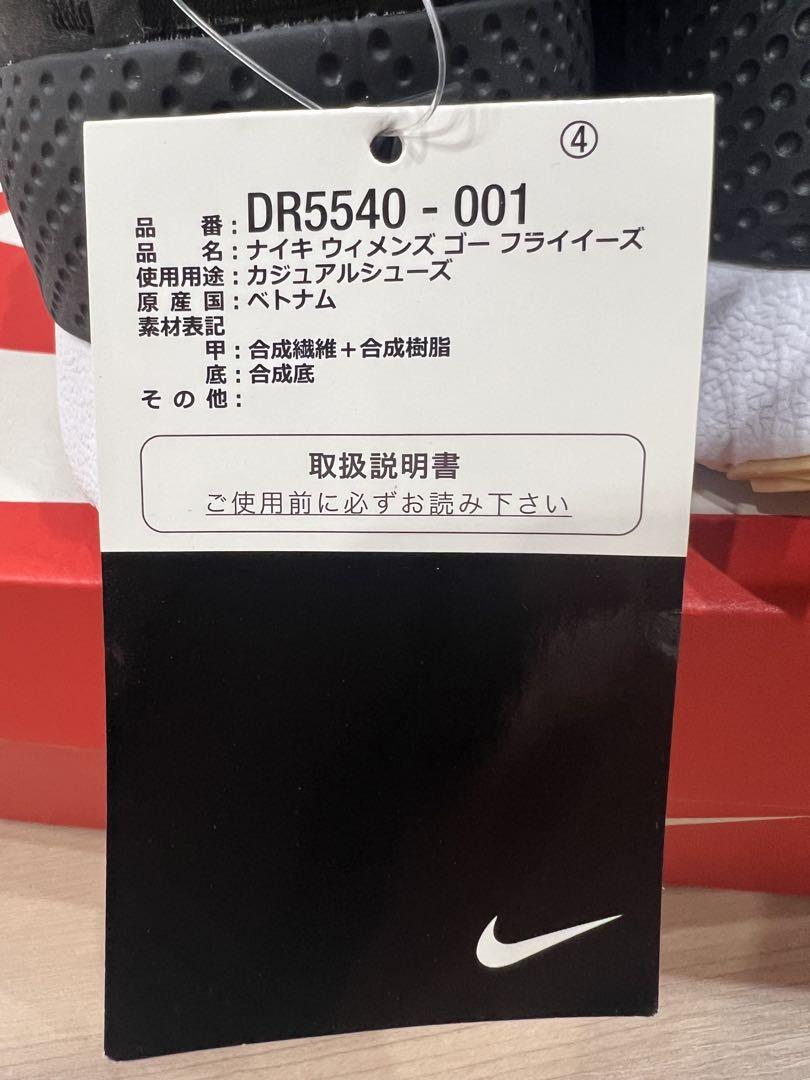 ④
品番：DR5540 - 001
品名：ナイキ ウィメンズ ゴー フライイーズ
使用用途：カジュアルシューズ
原産国：ベトナム
素材表記
甲：合成繊維＋合成樹脂
底：合成底
その他：
取扱説明書
ご使用前に必ずお読み下さい